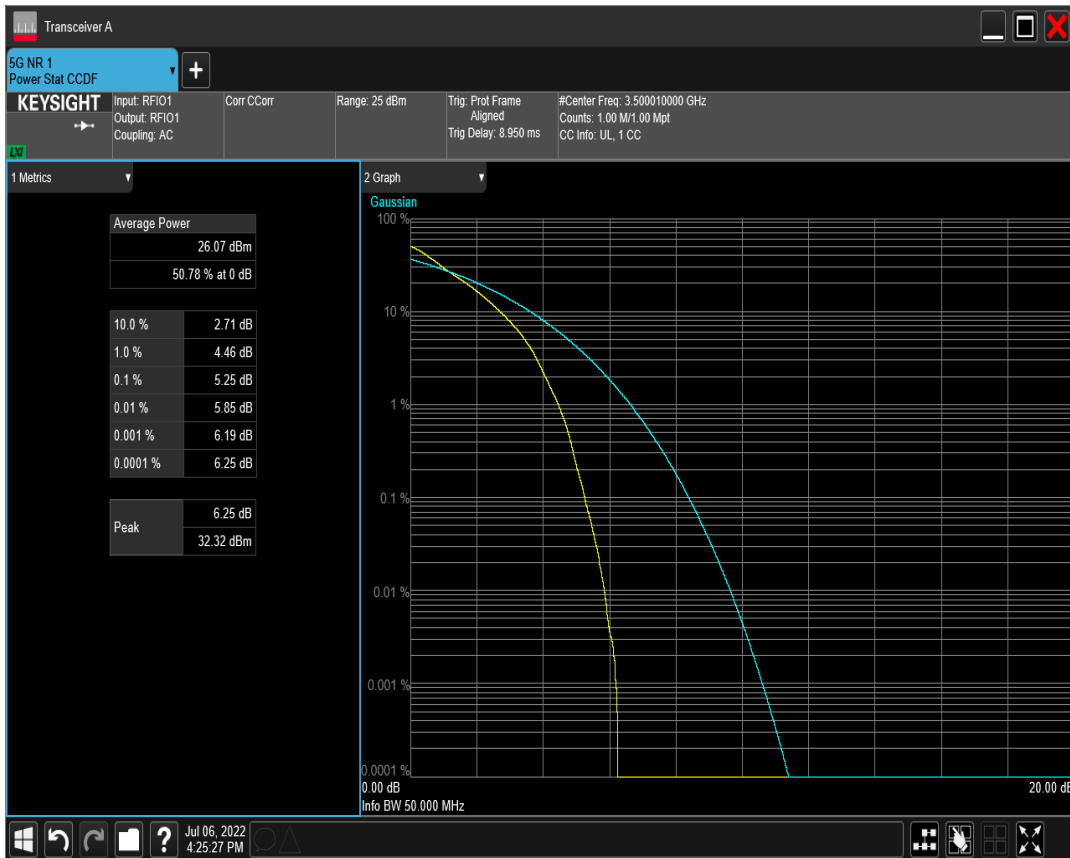 Transceiver A
5G NR 1
Power Stat CCDF
KEYSIGHT
LXI
Input: RFIO1
Output: RFIO1
Coupling: AC
Corr CCorr
Range: 25 dBm
Trig: Prot Frame
Aligned
Trig Delay: 8.950 ms
#Center Freq: 3.500010000 GHz
Counts: 1.00 M/1.00 Mpt
CC Info: UL, 1 CC
1 Metrics
Average Power
26.07 dBm
50.78 % at 0 dB
10.0 % 2.71 dB
1.0 % 4.46 dB
0.1 % 5.25 dB
0.01 % 5.85 dB
0.001 % 6.19 dB
0.0001 % 6.25 dB
Peak
6.25 dB
32.32 dBm
2 Graph
Gaussian
100 %
10 %
1 %
0.1 %
0.01 %
0.001 %
0.0001 %
0.00 dB 20.00 dB
Info BW 50.000 MHz
Jul 06, 2022
4:25:27 PM